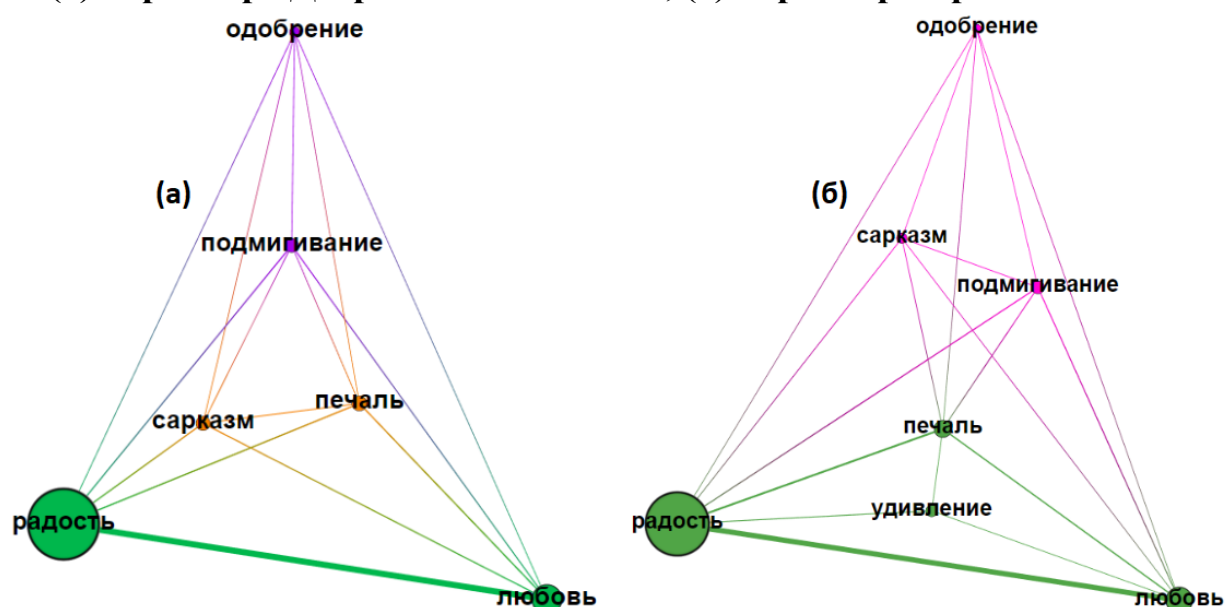 одобрение
(а)
подмигивание
печаль
сарказм
радость
любовь
одобрение
(б)
сарказм
подмигивание
печаль
удивление
радость
любовь